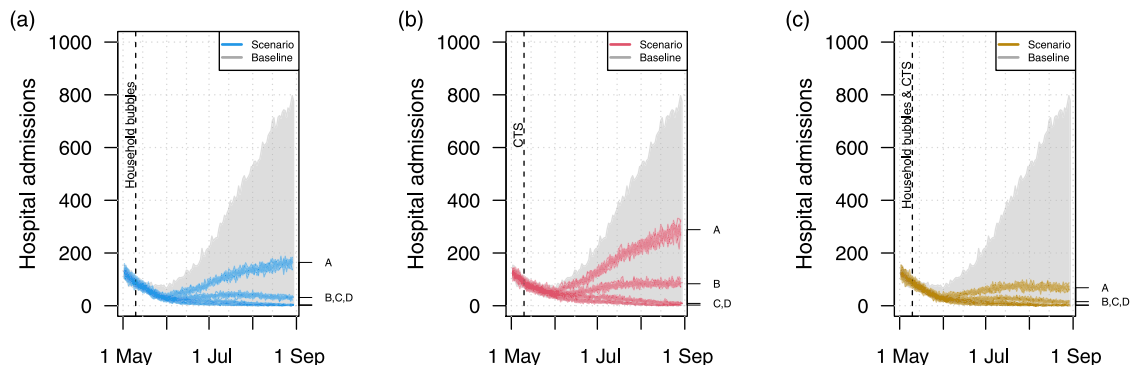 (a)
Hospital admissions
1000
800
600
400
200
0
Household bubbles
Scenario
Baseline
A
B,C,D
1 May
1 Jul
1 Sep
(b)
Hospital admissions
1000
800
600
400
200
0
CTS
Scenario
Baseline
A
B
C,D
1 May
1 Jul
1 Sep
(c)
Hospital admissions
1000
800
600
400
200
0
Household bubbles & CTS
Scenario
Baseline
A
B,C,D
1 May
1 Jul
1 Sep